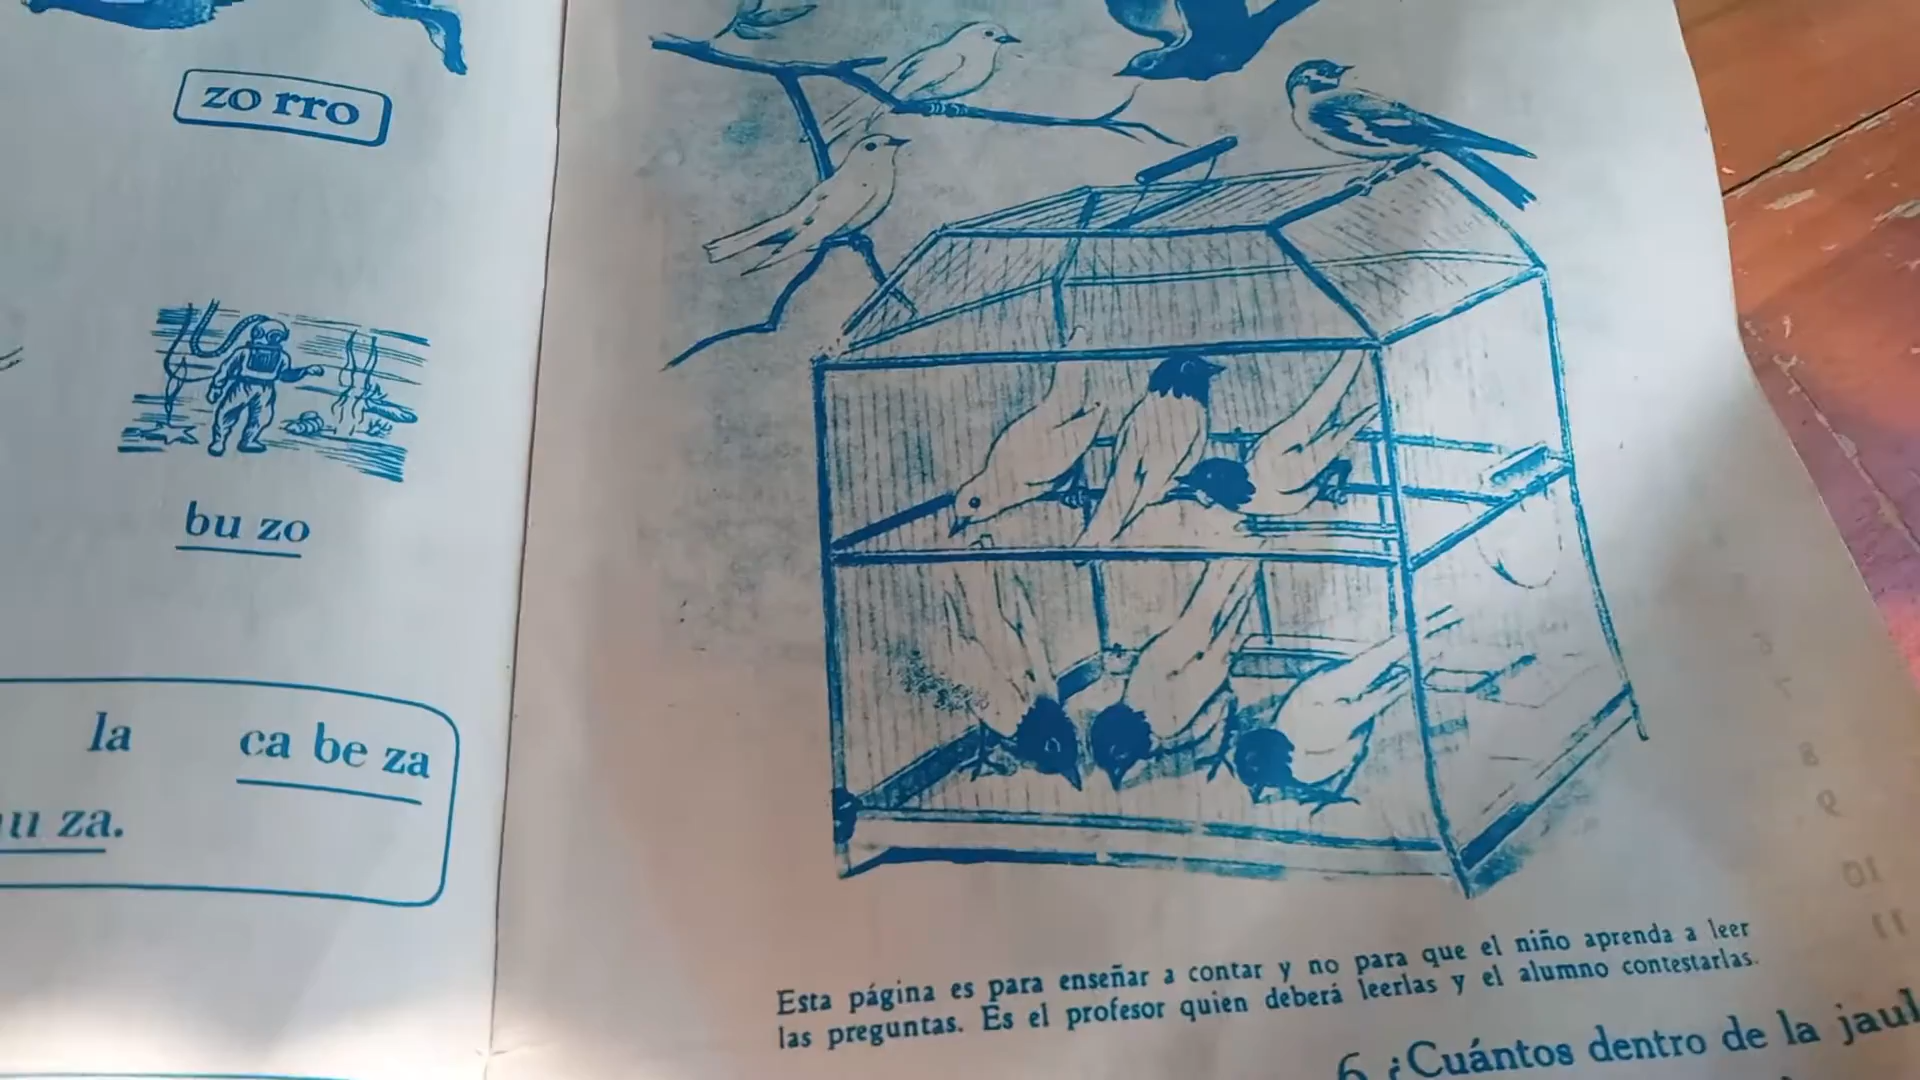 zo rro
bu zo
la ca be za
za.
Esta página es para enseñar a contar y no para que el niño aprenda a leer
las preguntas. Es el profesor quien deberá leerlas y el alumno contestarlas.
6 ¿Cuántos dentro de la